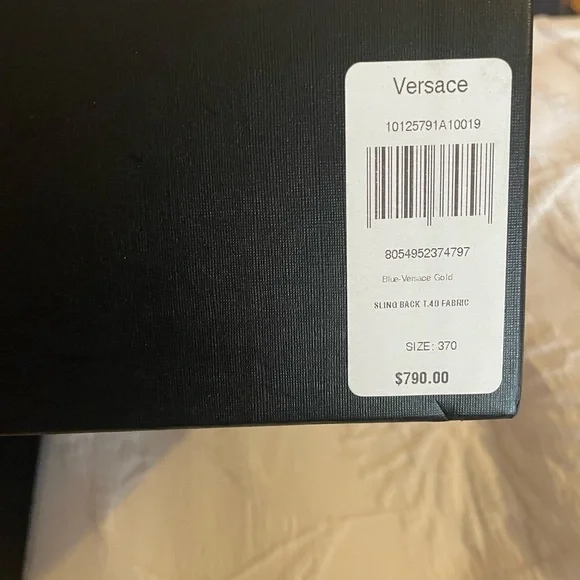 Versace
10125791A10019
8054952374797
Blue-Versace Gold
SLING BACK T.40 FABRIC
SIZE: 370
$790.00